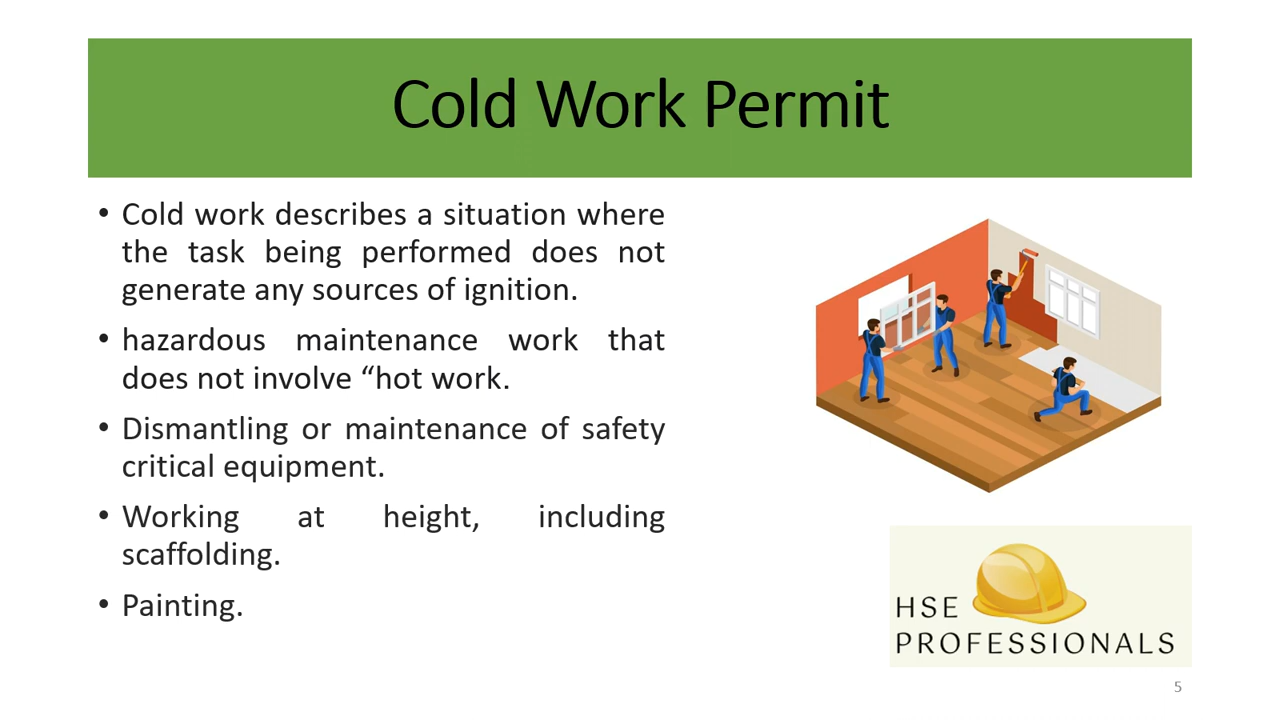 Cold Work Permit
• Cold work describes a situation where
the task being performed does not
generate any sources of ignition.
• hazardous maintenance work that
does not involve “hot work.
• Dismantling or maintenance of safety
critical equipment.
• Working at height, including
scaffolding.
• Painting.
HSE
PROFESSIONALS
5